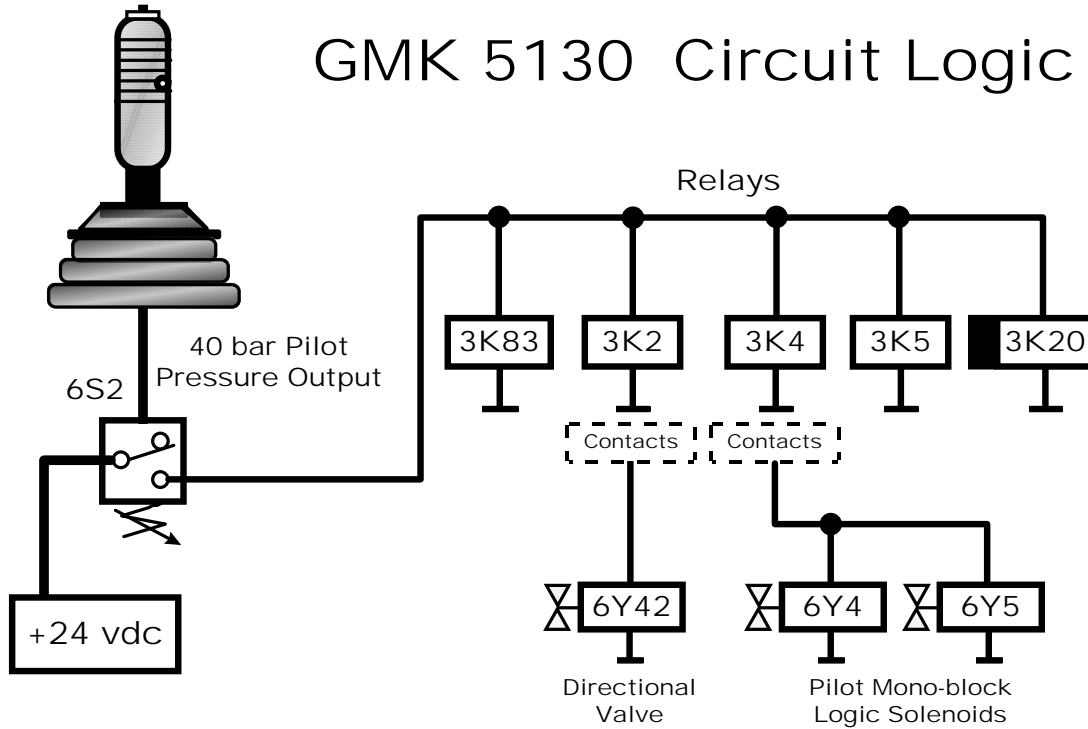 GMK 5130 Circuit Logic
Relays
3K83
3K2
3K4
3K5
3K20
40 bar Pilot
Pressure Output
6S2
Contacts
Contacts
+24 vdc
6Y42
6Y4
6Y5
Directional
Valve
Pilot Mono-block
Logic Solenoids